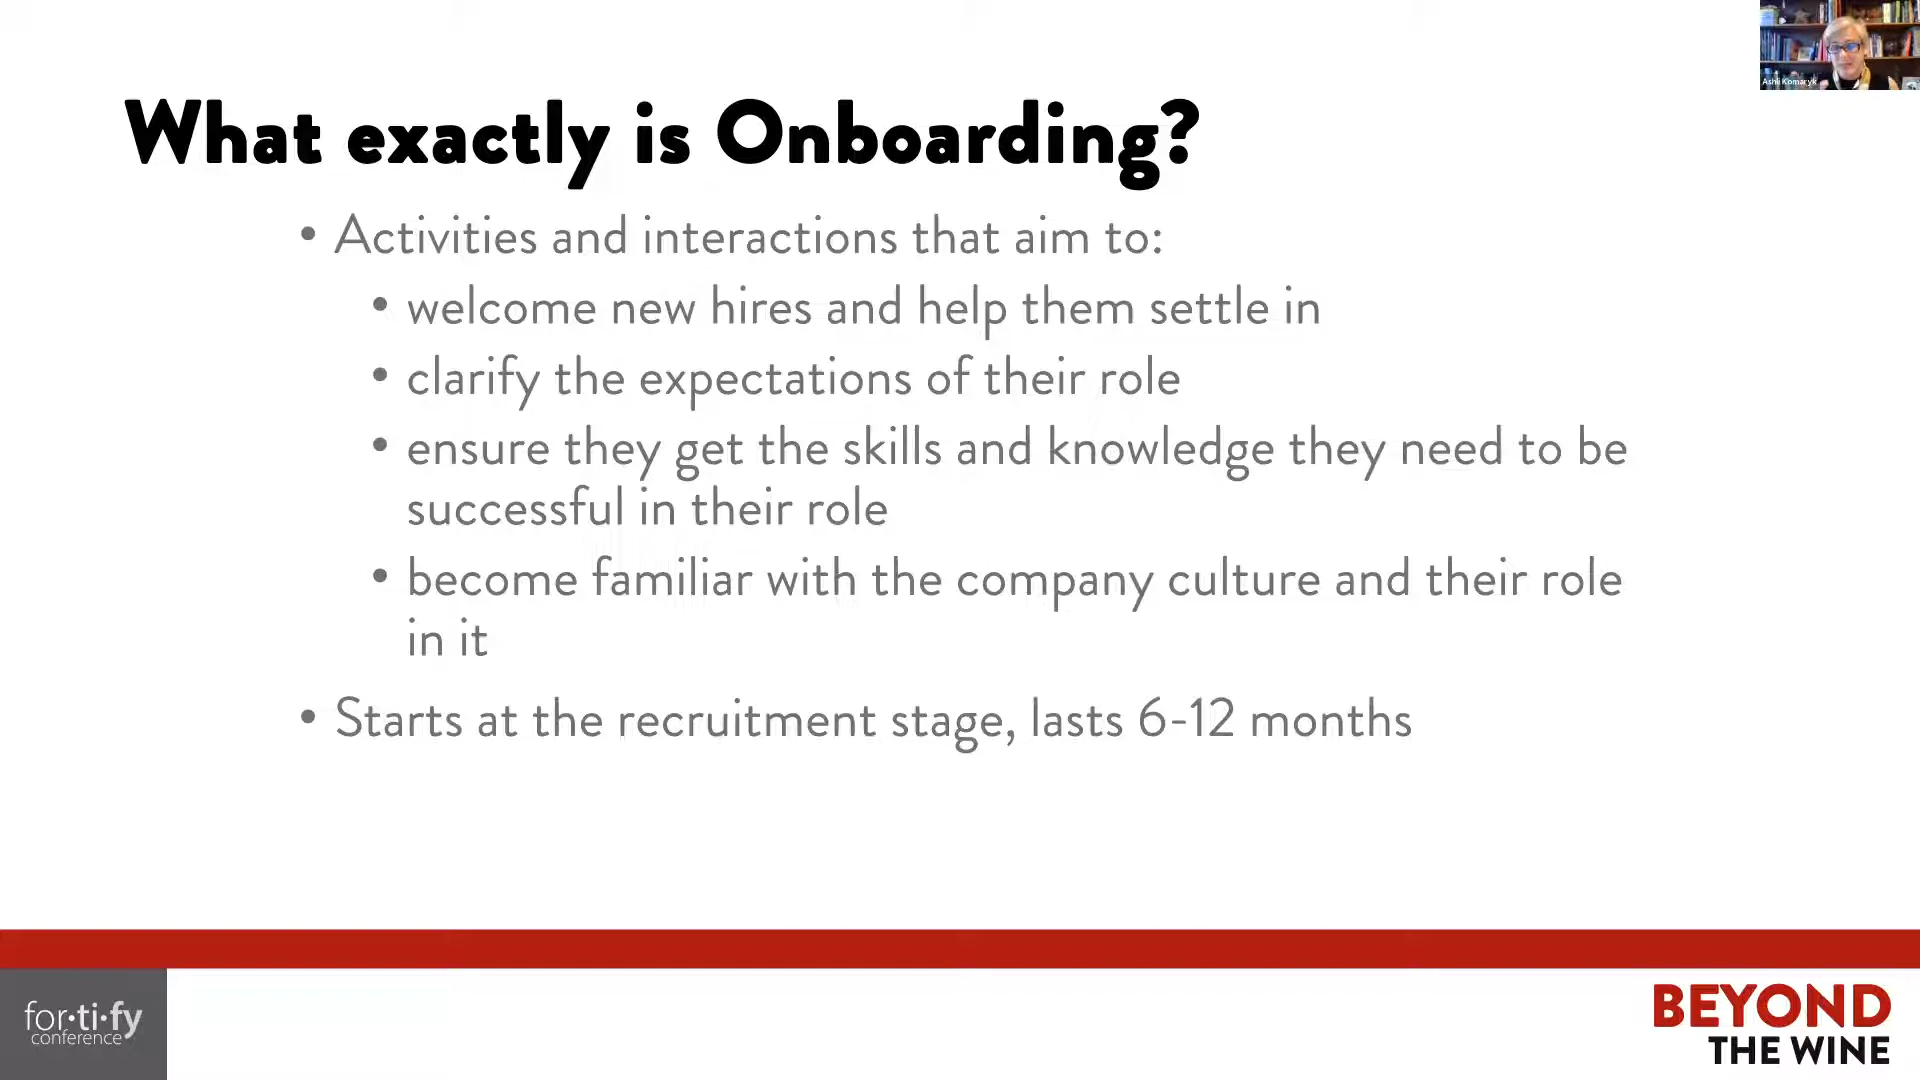 Ashli Komaryk
What exactly is Onboarding?
• Activities and interactions that aim to:
• welcome new hires and help them settle in
• clarify the expectations of their role
• ensure they get the skills and knowledge they need to be
successful in their role
• become familiar with the company culture and their role
in it
• Starts at the recruitment stage, lasts 6-12 months
for•ti•fy
conference
BEYOND
THE WINE